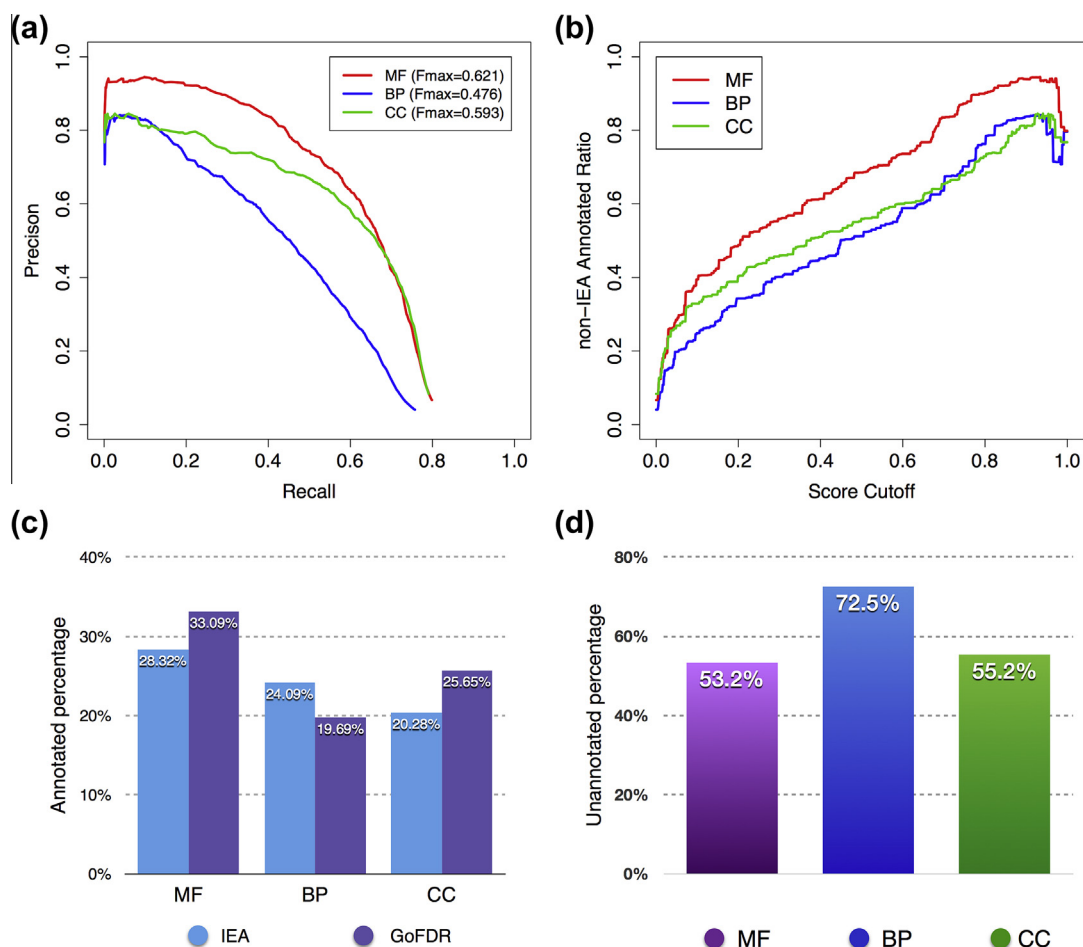 (a)
(b)
1.0
0.8
0.6
0.4
0.2
0.0
Precison
MF (Fmax=0.621)
BP (Fmax=0.476)
CC (Fmax=0.593)
0.0 0.2 0.4 0.6 0.8 1.0
Recall
1.0
0.8
0.6
0.4
0.2
0.0
non-IEA Annotated Ratio
MF
BP
CC
0.0 0.2 0.4 0.6 0.8 1.0
Score Cutoff
(c)
40%
30%
20%
10%
0%
Annotated percentage
28.32%
33.09%
24.09%
19.69%
20.28%
25.65%
MF BP CC
IEA GoFDR
(d)
80%
60%
40%
20%
0%
Unannotated percentage
53.2%
72.5%
55.2%
MF BP CC